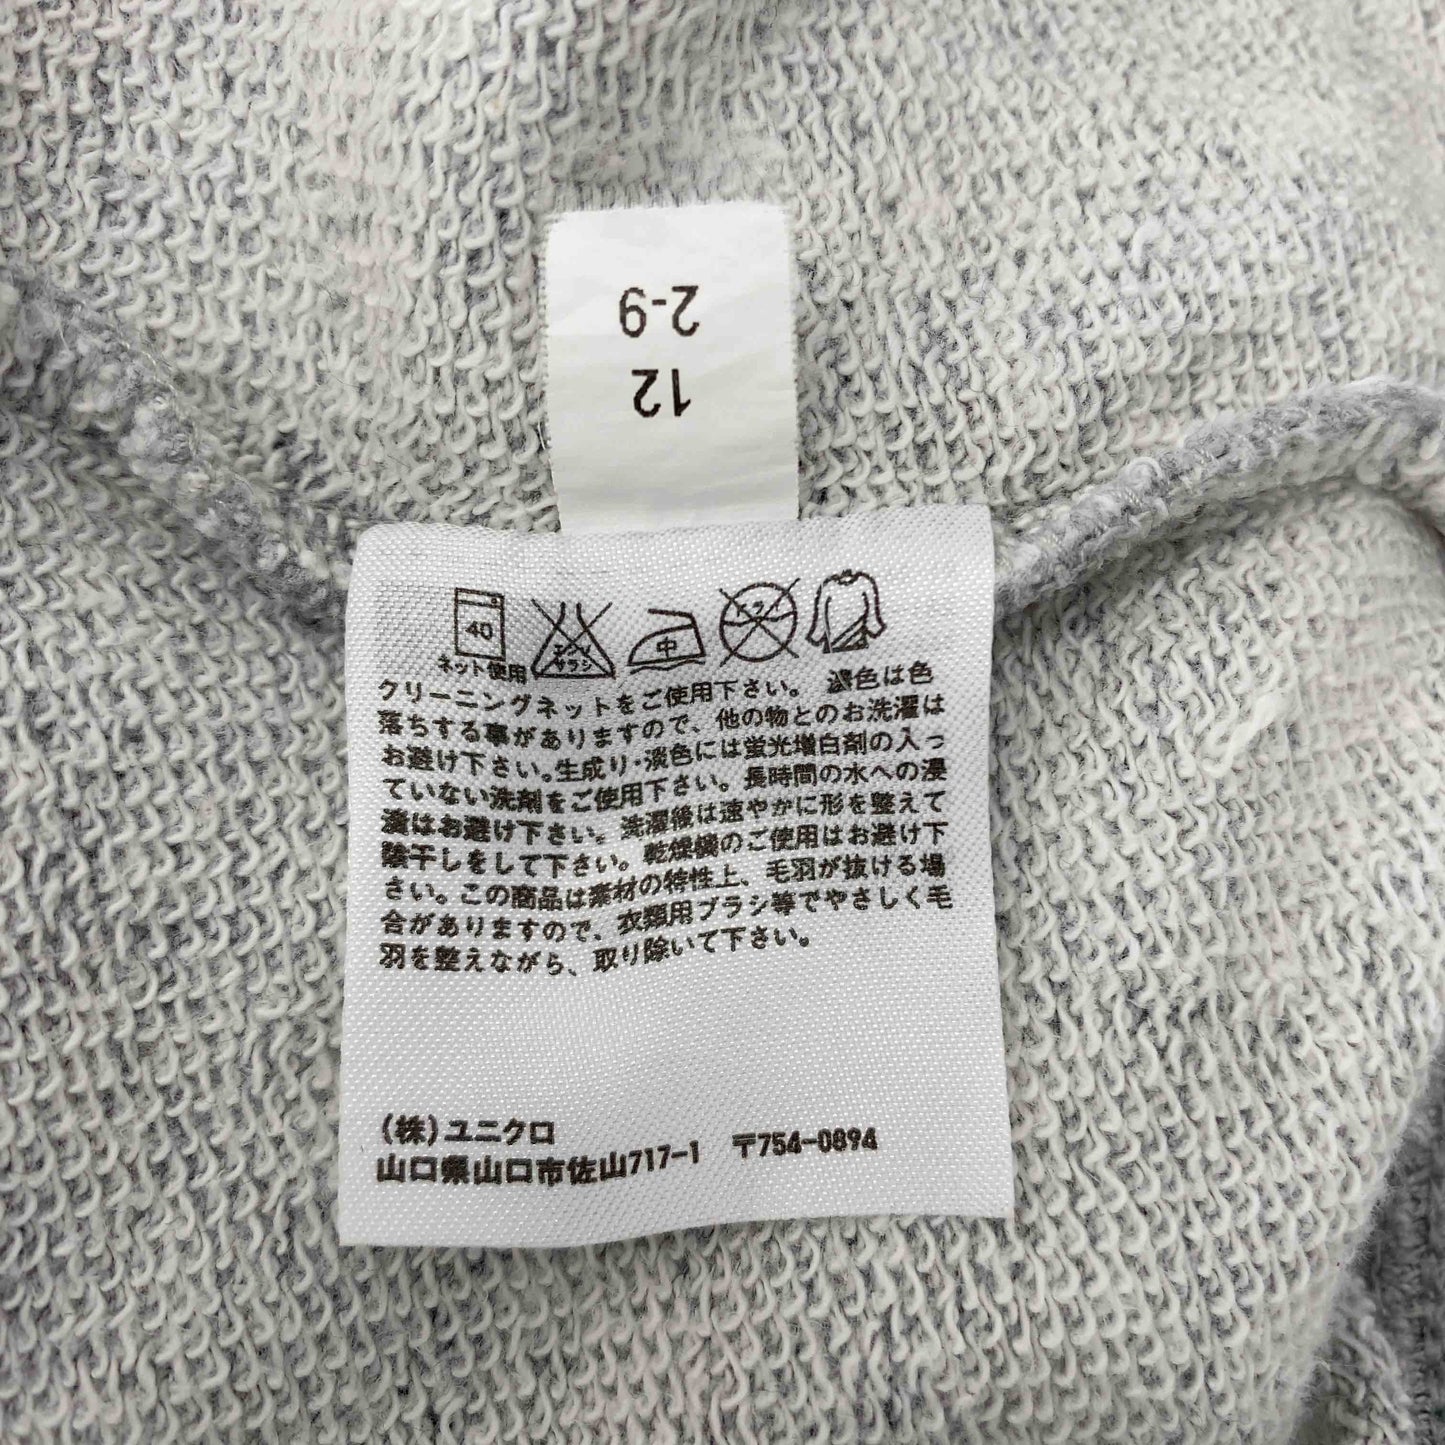 2-9
12
40
ネット使用
エンソ
サラシ
中
ドライ
クリーニングネットをご使用下さい。 濃色は色
落ちする事がありますので、他の物とのお洗濯は
お避け下さい。生成り・淡色には蛍光増白剤の入っ
ていない洗剤をご使用下さい。長時間の水への浸
漬はお避け下さい。洗濯後は速やかに形を整えて
陰干しをして下さい。乾燥機のご使用はお避け下
さい。この商品は素材の特性上、毛羽が抜ける場
合がありますので、衣類用ブラシ等でやさしく毛
羽を整えながら、取り除いて下さい。
(株)ユニクロ
山口県山口市佐山717-1 〒754-0894